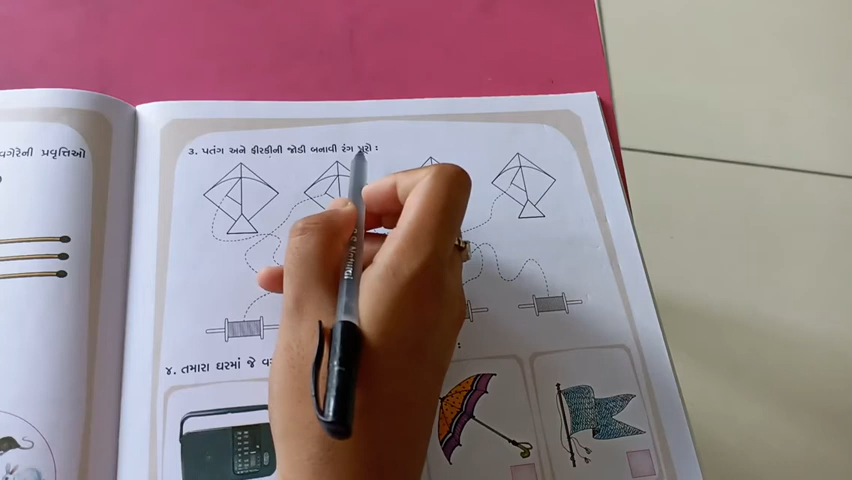 વગેરેની પ્રવૃત્તિઓ
૩. પતંગ અને ફીરકીની જોડી બનાવી રંગ પૂરો :
૪. તમારા ઘરમાં જે